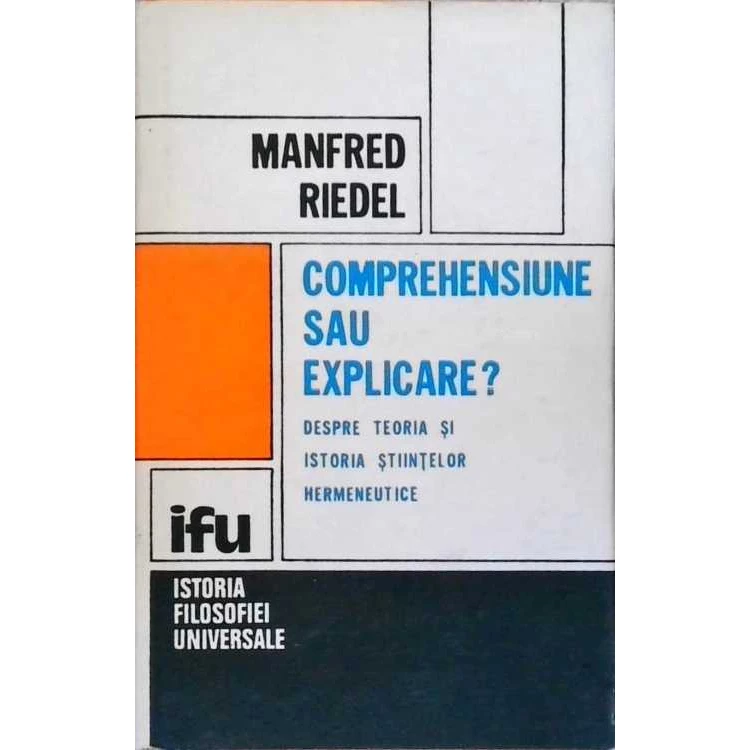 MANFRED
RIEDEL
COMPREHENSIUNE
SAU
EXPLICARE?
DESPRE TEORIA ȘI
ISTORIA ȘTIINȚELOR
HERMENEUTICE
ifu
ISTORIA
FILOSOFIEI
UNIVERSALE